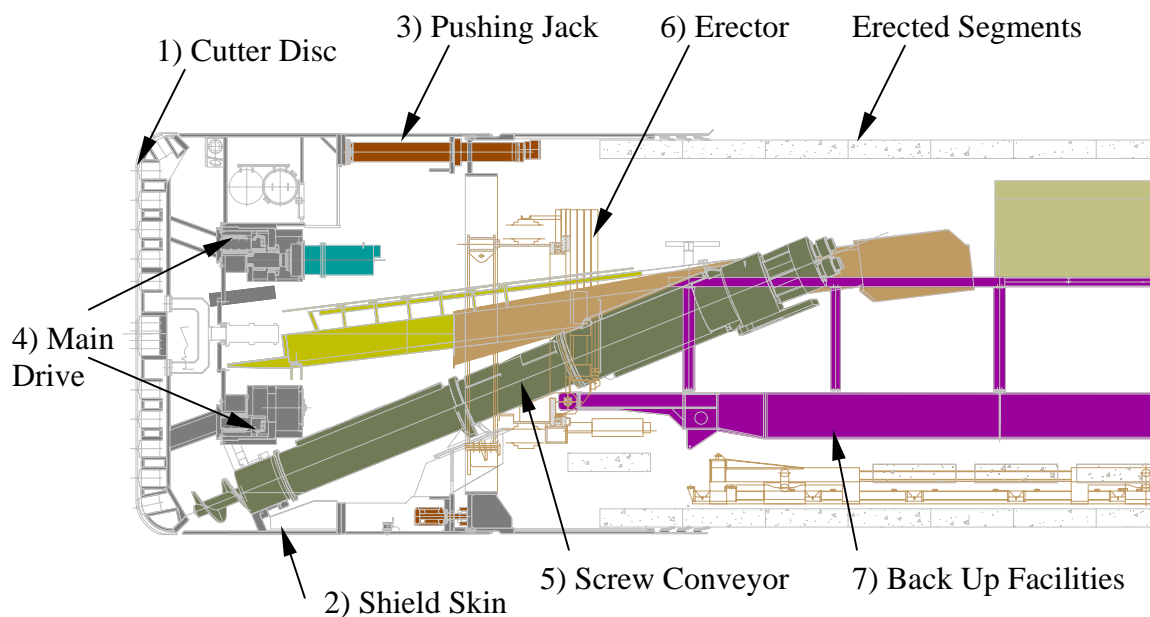 3) Pushing Jack
6) Erector
Erected Segments
1) Cutter Disc
4) Main
Drive
5) Screw Conveyor
7) Back Up Facilities
2) Shield Skin